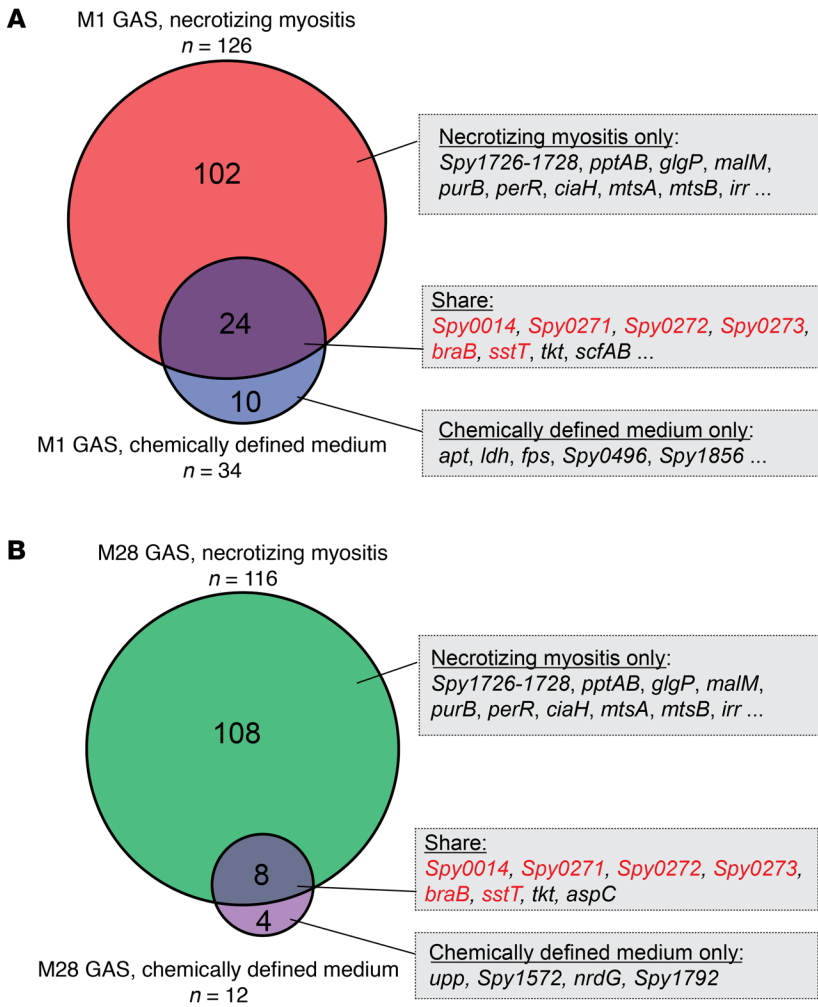 A
M1 GAS, necrotizing myositis
n = 126
102
24
10
M1 GAS, chemically defined medium
n = 34
Necrotizing myositis only:
Spy1726-1728, pptAB, glgP, malM,
purB, perR, ciaH, mtsA, mtsB, irr ...
Share:
Spy0014, Spy0271, Spy0272, Spy0273,
braB, sstT, tkt, scfAB ...
Chemically defined medium only:
apt, ldh, fps, Spy0496, Spy1856 ...
B
M28 GAS, necrotizing myositis
n = 116
108
8
4
M28 GAS, chemically defined medium
n = 12
Necrotizing myositis only:
Spy1726-1728, pptAB, glgP, malM,
purB, perR, ciaH, mtsA, mtsB, irr ...
Share:
Spy0014, Spy0271, Spy0272, Spy0273,
braB, sstT, tkt, aspC
Chemically defined medium only:
upp, Spy1572, nrdG, Spy1792